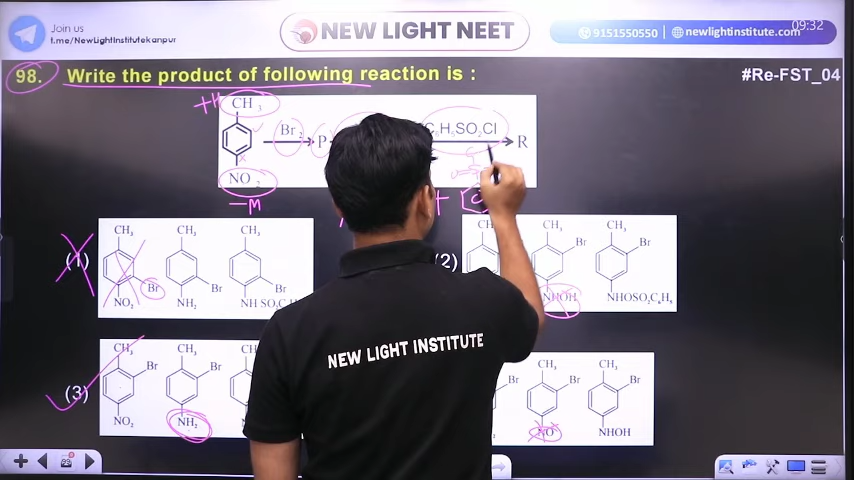 Join us
t.me/NewLightInstitutekanpur
NEW LIGHT NEET
9151550550 | newlightinstitute.com
09:32
98. Write the product of following reaction is :
#Re-FST_04
+H
CH3
Br2
P
C6H5SO2Cl
R
NO2
-M
+
(1)
CH3
Br
NO2
CH3
Br
NH2
CH3
Br
(2)
CH3
CH3
Br
NHOH
CH3
Br
NHOSO2C6H5
(3)
CH3
Br
NO2
CH3
Br
NH2
Br
CH3
Br
NO
CH3
Br
NHOH
NEW LIGHT INSTITUTE